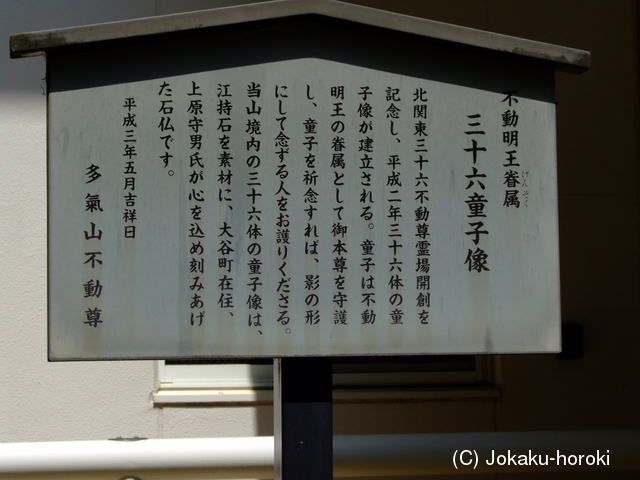 不動明王眷属
けんぞく
三十六童子像
北關東三十六不動尊霊場開創を
記念し、平成二年三十六体の童
子像が建立される。童子は不動
明王の眷属として御本尊を守護
し、童子を祈念すれば、影の形
にして念ずる人をお護りくださる。
当山境内の三十六体の童子像は、
江持石を素材に、大谷町在住、
上原守男氏が心を込め刻みあげ
た石仏です。
平成三年五月吉祥日
多氣山不動尊
(C) Jokaku-horoki